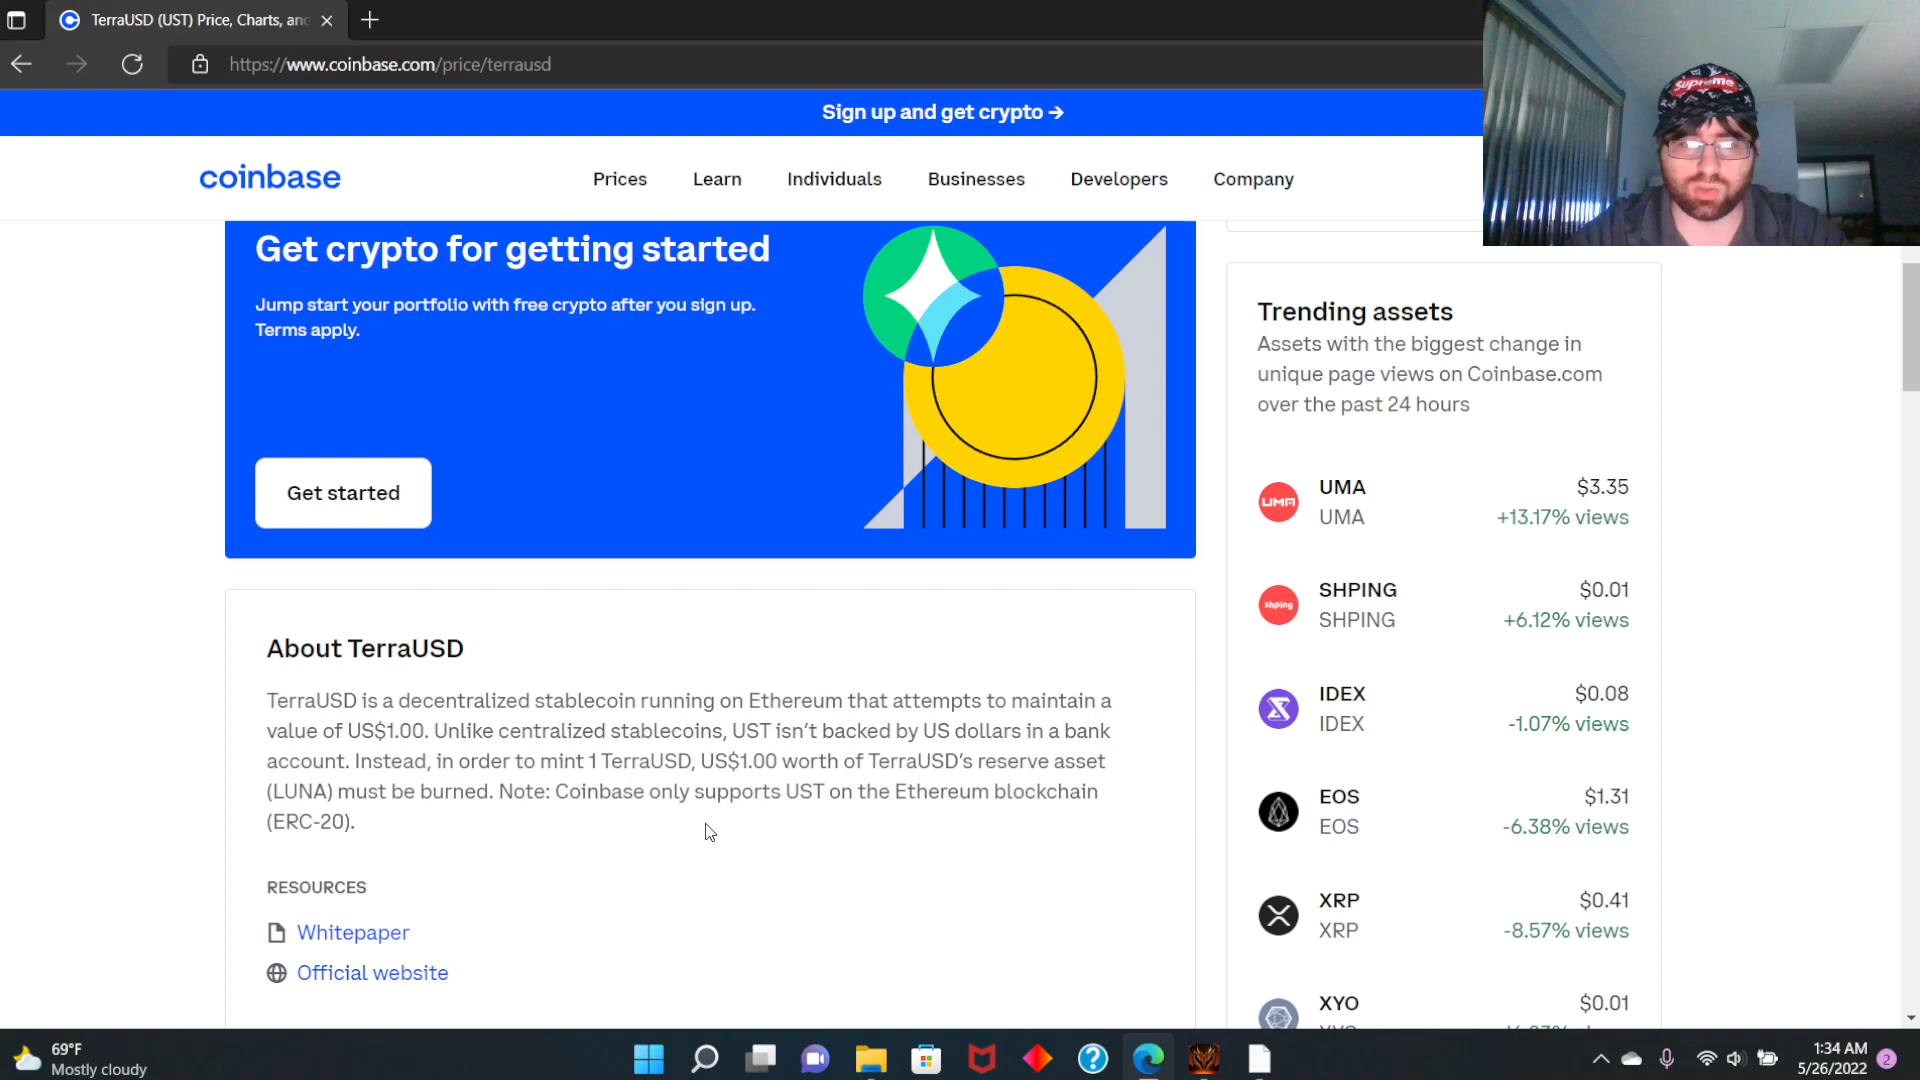 TerraUSD (UST) Price, Charts, and
https://www.coinbase.com/price/terrausd
Sign up and get crypto →
coinbase
Prices
Learn
Individuals
Businesses
Developers
Company
Supreme
Get crypto for getting started
Jump start your portfolio with free crypto after you sign up.
Terms apply.
Get started
About TerraUSD
TerraUSD is a decentralized stablecoin running on Ethereum that attempts to maintain a
value of US$1.00. Unlike centralized stablecoins, UST isn't backed by US dollars in a bank
account. Instead, in order to mint 1 TerraUSD, US$1.00 worth of TerraUSD's reserve asset
(LUNA) must be burned. Note: Coinbase only supports UST on the Ethereum blockchain
(ERC-20).
RESOURCES
Whitepaper
Official website
Trending assets
Assets with the biggest change in
unique page views on Coinbase.com
over the past 24 hours
UMA
UMA $3.35
UMA +13.17% views
shping
SHPING $0.01
SHPING +6.12% views
IDEX $0.08
IDEX -1.07% views
EOS $1.31
EOS -6.38% views
XRP $0.41
XRP -8.57% views
XYO $0.01
69°F
Mostly cloudy
1:34 AM
5/26/2022
2